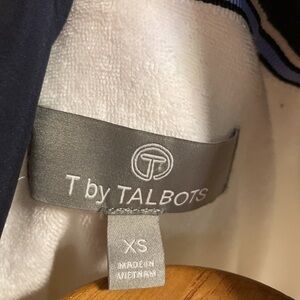 T
T by TALBOTS
XS
MADE IN
VIETNAM